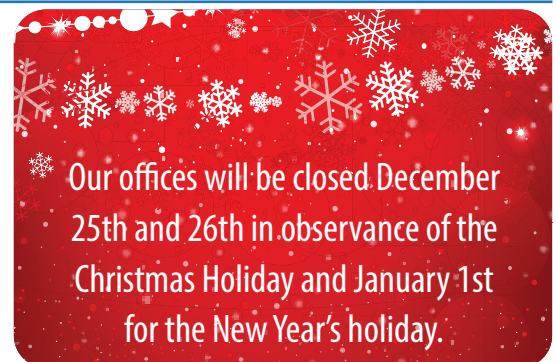 Our offices will be closed December
25th and 26th in observance of the
Christmas Holiday and January 1st
for the New Year's holiday.